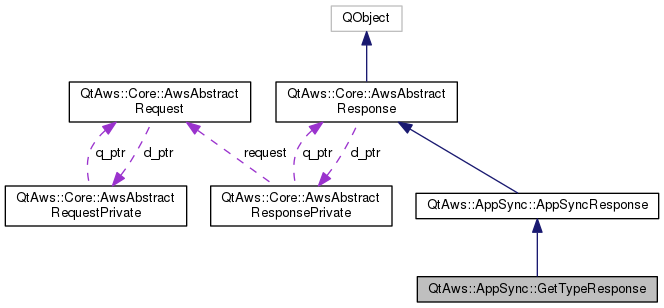 QObject
QtAws::Core::AwsAbstract
Request
QtAws::Core::AwsAbstract
Response
q_ptr
d_ptr
request
q_ptr
d_ptr
QtAws::Core::AwsAbstract
RequestPrivate
QtAws::Core::AwsAbstract
ResponsePrivate
QtAws::AppSync::AppSyncResponse
QtAws::AppSync::GetTypeResponse